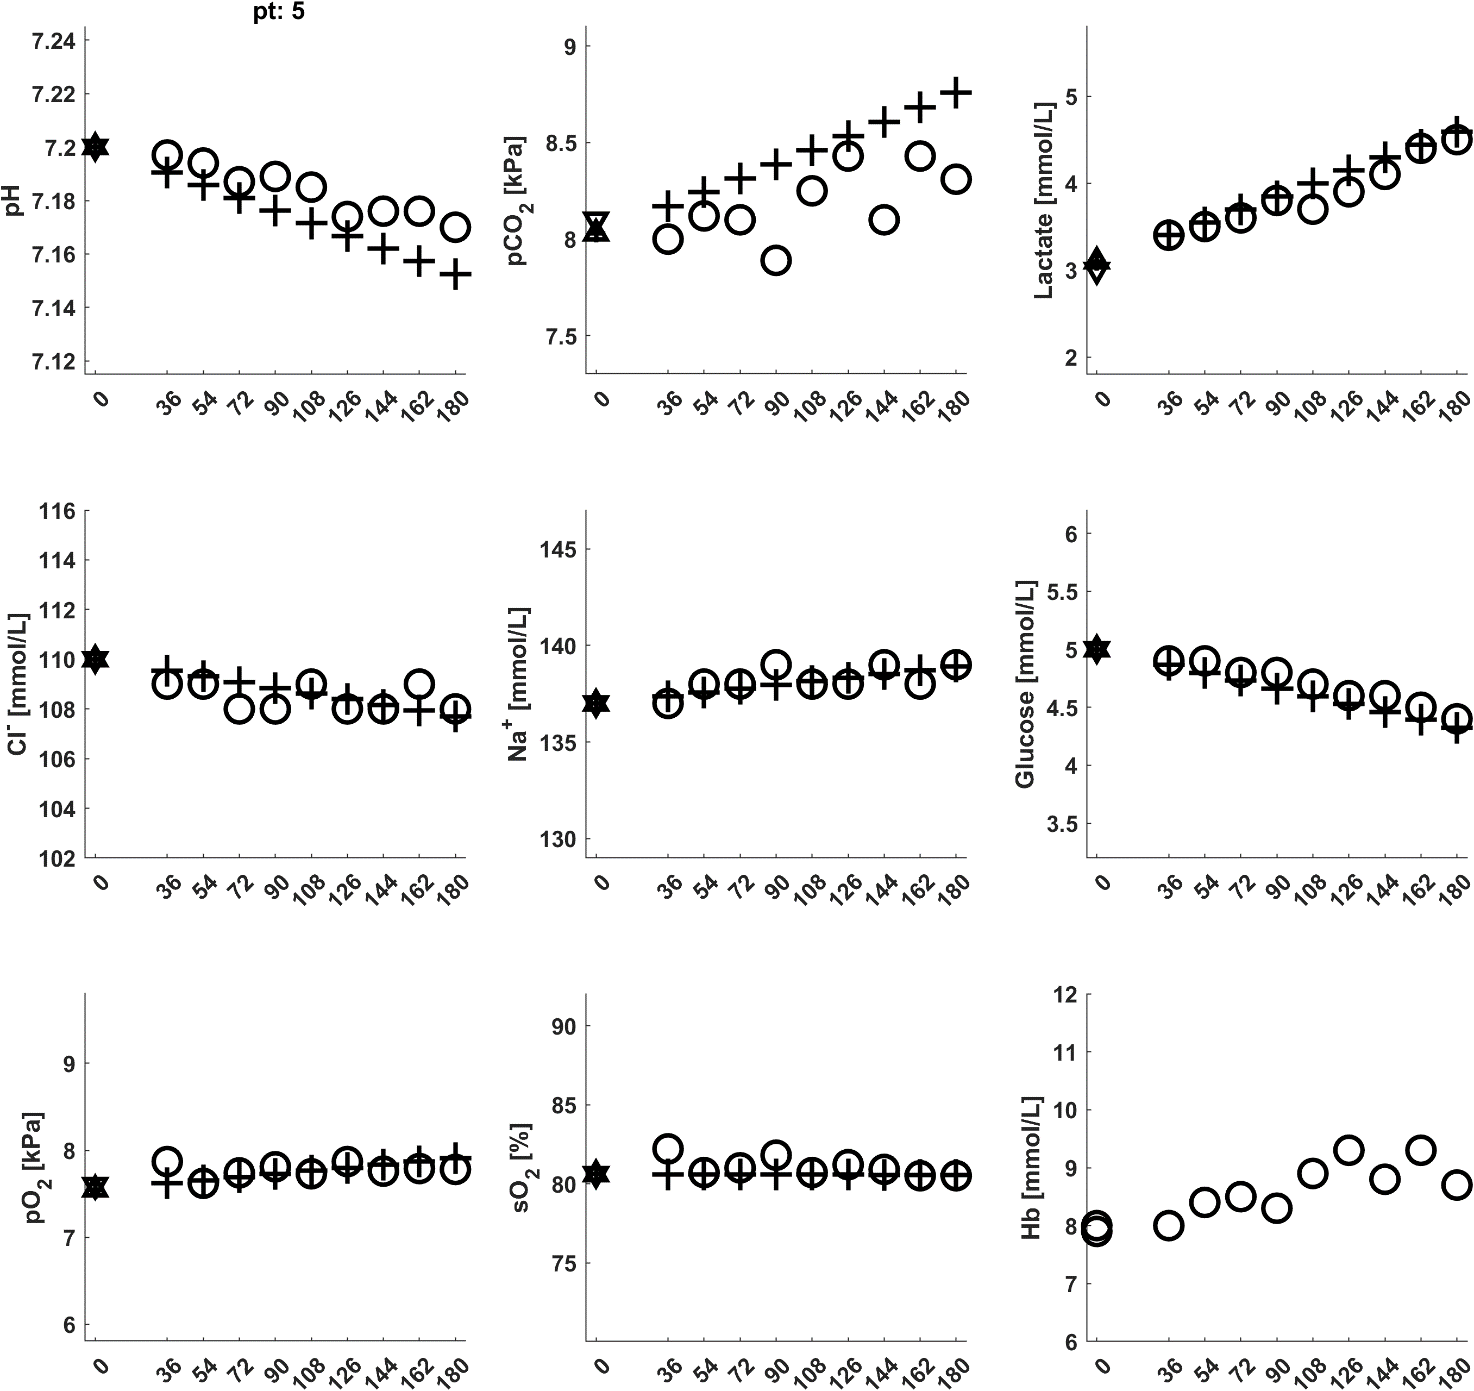 pt: 5
pH
7.24
7.22
7.2
7.18
7.16
7.14
7.12
0 36 54 72 90 108 126 144 162 180
pCO2 [kPa]
9
8.5
8
7.5
0 36 54 72 90 108 126 144 162 180
Lactate [mmol/L]
5
4
3
2
0 36 54 72 90 108 126 144 162 180
Cl- [mmol/L]
116
114
112
110
108
106
104
102
0 36 54 72 90 108 126 144 162 180
Na+ [mmol/L]
145
140
135
130
0 36 54 72 90 108 126 144 162 180
Glucose [mmol/L]
6
5.5
5
4.5
4
3.5
0 36 54 72 90 108 126 144 162 180
pO2 [kPa]
9
8
7
6
0 36 54 72 90 108 126 144 162 180
sO2 [%]
90
85
80
75
0 36 54 72 90 108 126 144 162 180
Hb [mmol/L]
12
11
10
9
8
7
6
0 36 54 72 90 108 126 144 162 180